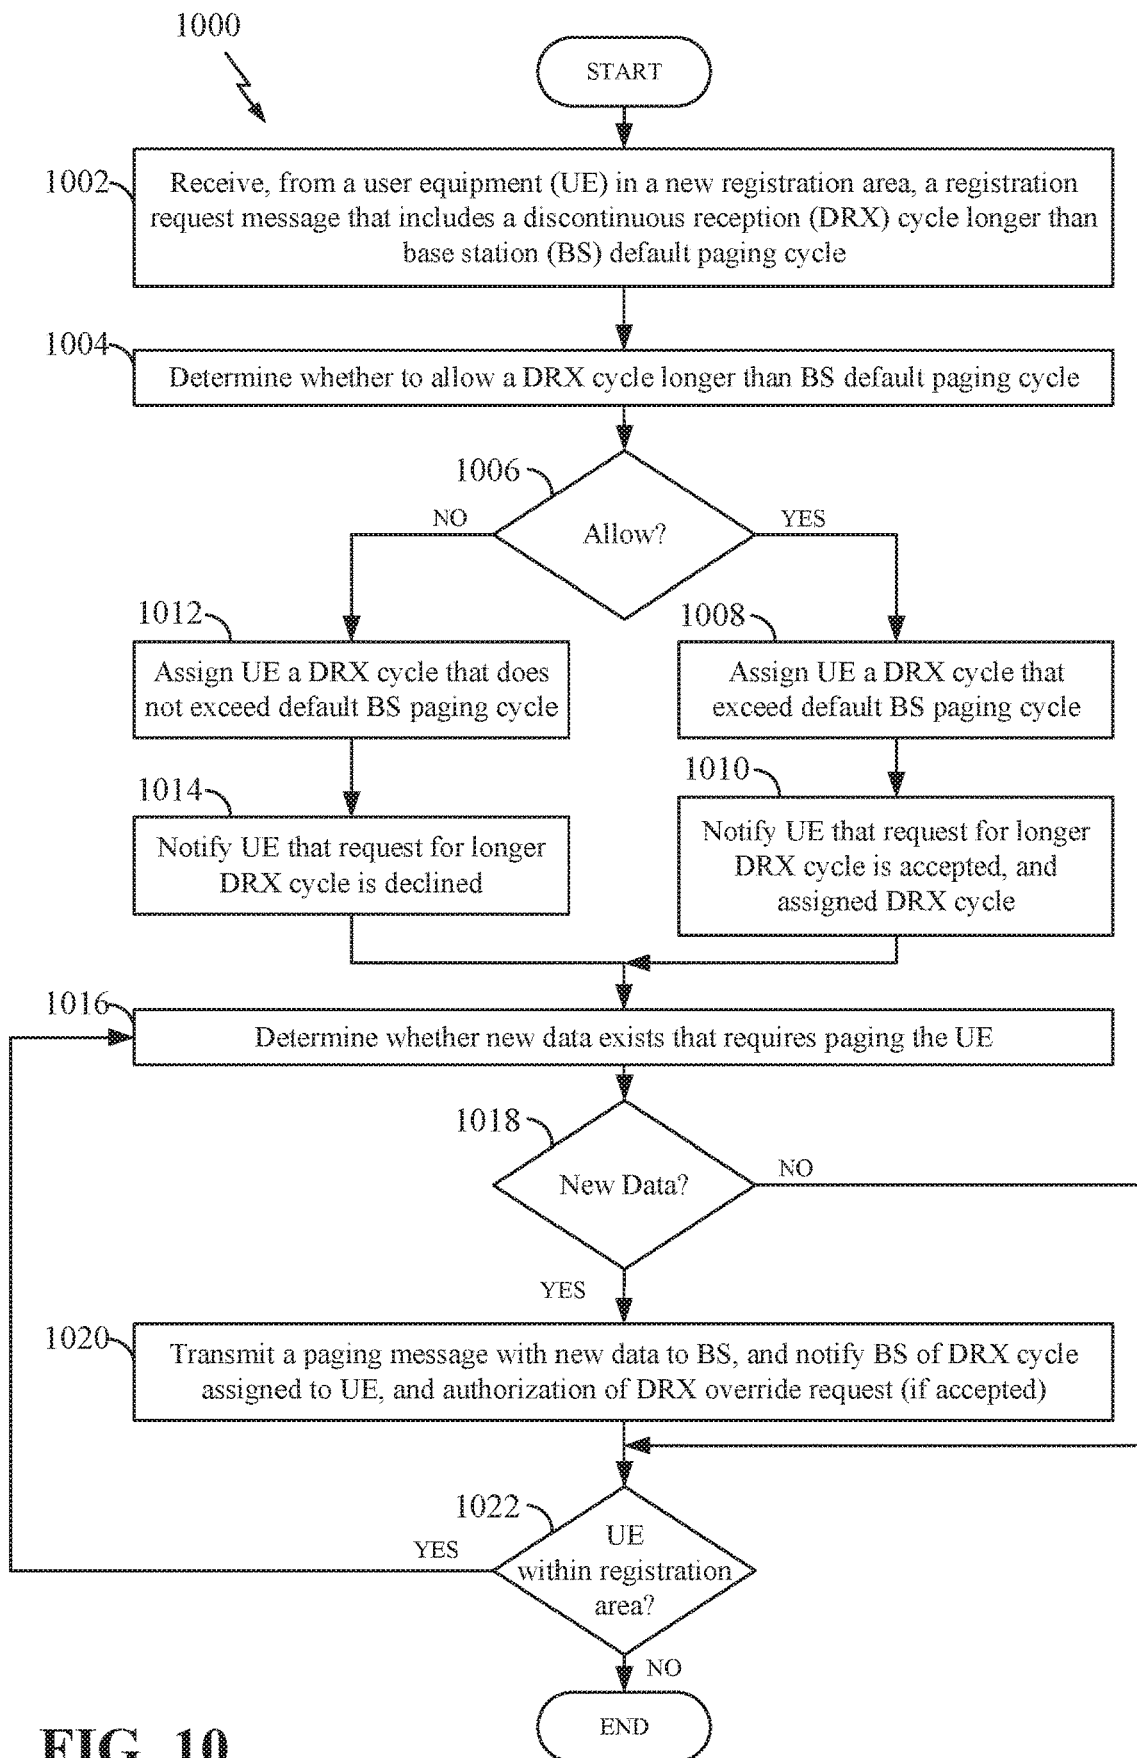 1000
START
1002
Receive, from a user equipment (UE) in a new registration area, a registration
request message that includes a discontinuous reception (DRX) cycle longer than
base station (BS) default paging cycle
1004
Determine whether to allow a DRX cycle longer than BS default paging cycle
1006
Allow?
NO
YES
1012
Assign UE a DRX cycle that does
not exceed default BS paging cycle
1008
Assign UE a DRX cycle that
exceed default BS paging cycle
1014
Notify UE that request for longer
DRX cycle is declined
1010
Notify UE that request for longer
DRX cycle is accepted, and
assigned DRX cycle
1016
Determine whether new data exists that requires paging the UE
1018
New Data?
NO
YES
1020
Transmit a paging message with new data to BS, and notify BS of DRX cycle
assigned to UE, and authorization of DRX override request (if accepted)
1022
UE
within registration
area?
YES
NO
END
FIG. 10